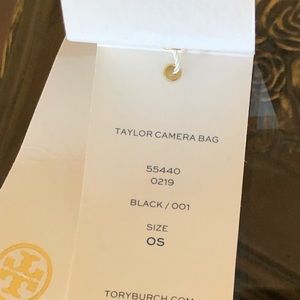 TAYLOR CAMERA BAG
55440
0219
BLACK / 001
SIZE
OS
TORYBURCH.COM